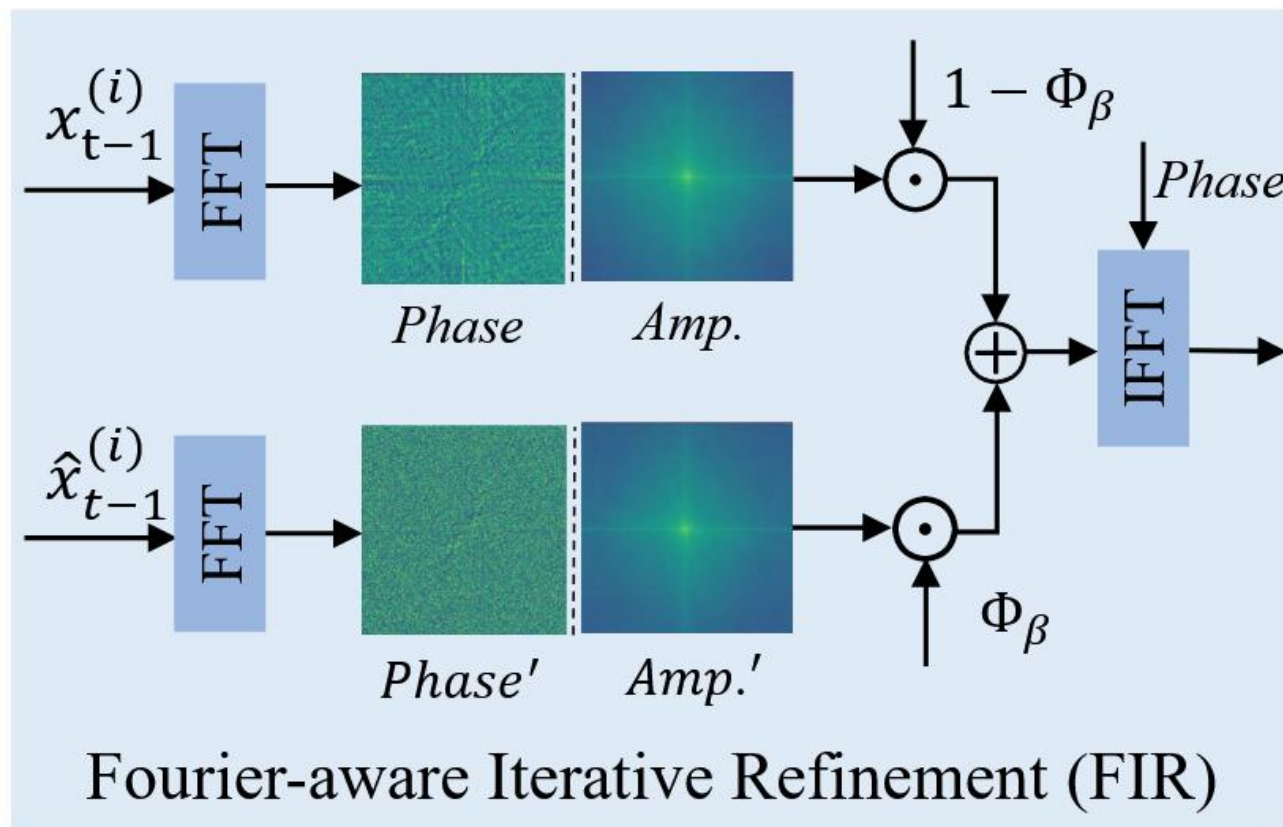 x_{t-1}^{(i)}
FFT
Phase
Amp.
1 − Φ_β
Phase
IFFT
x̂_{t-1}^{(i)}
FFT
Phase′
Amp.′
Φ_β
Fourier-aware Iterative Refinement (FIR)